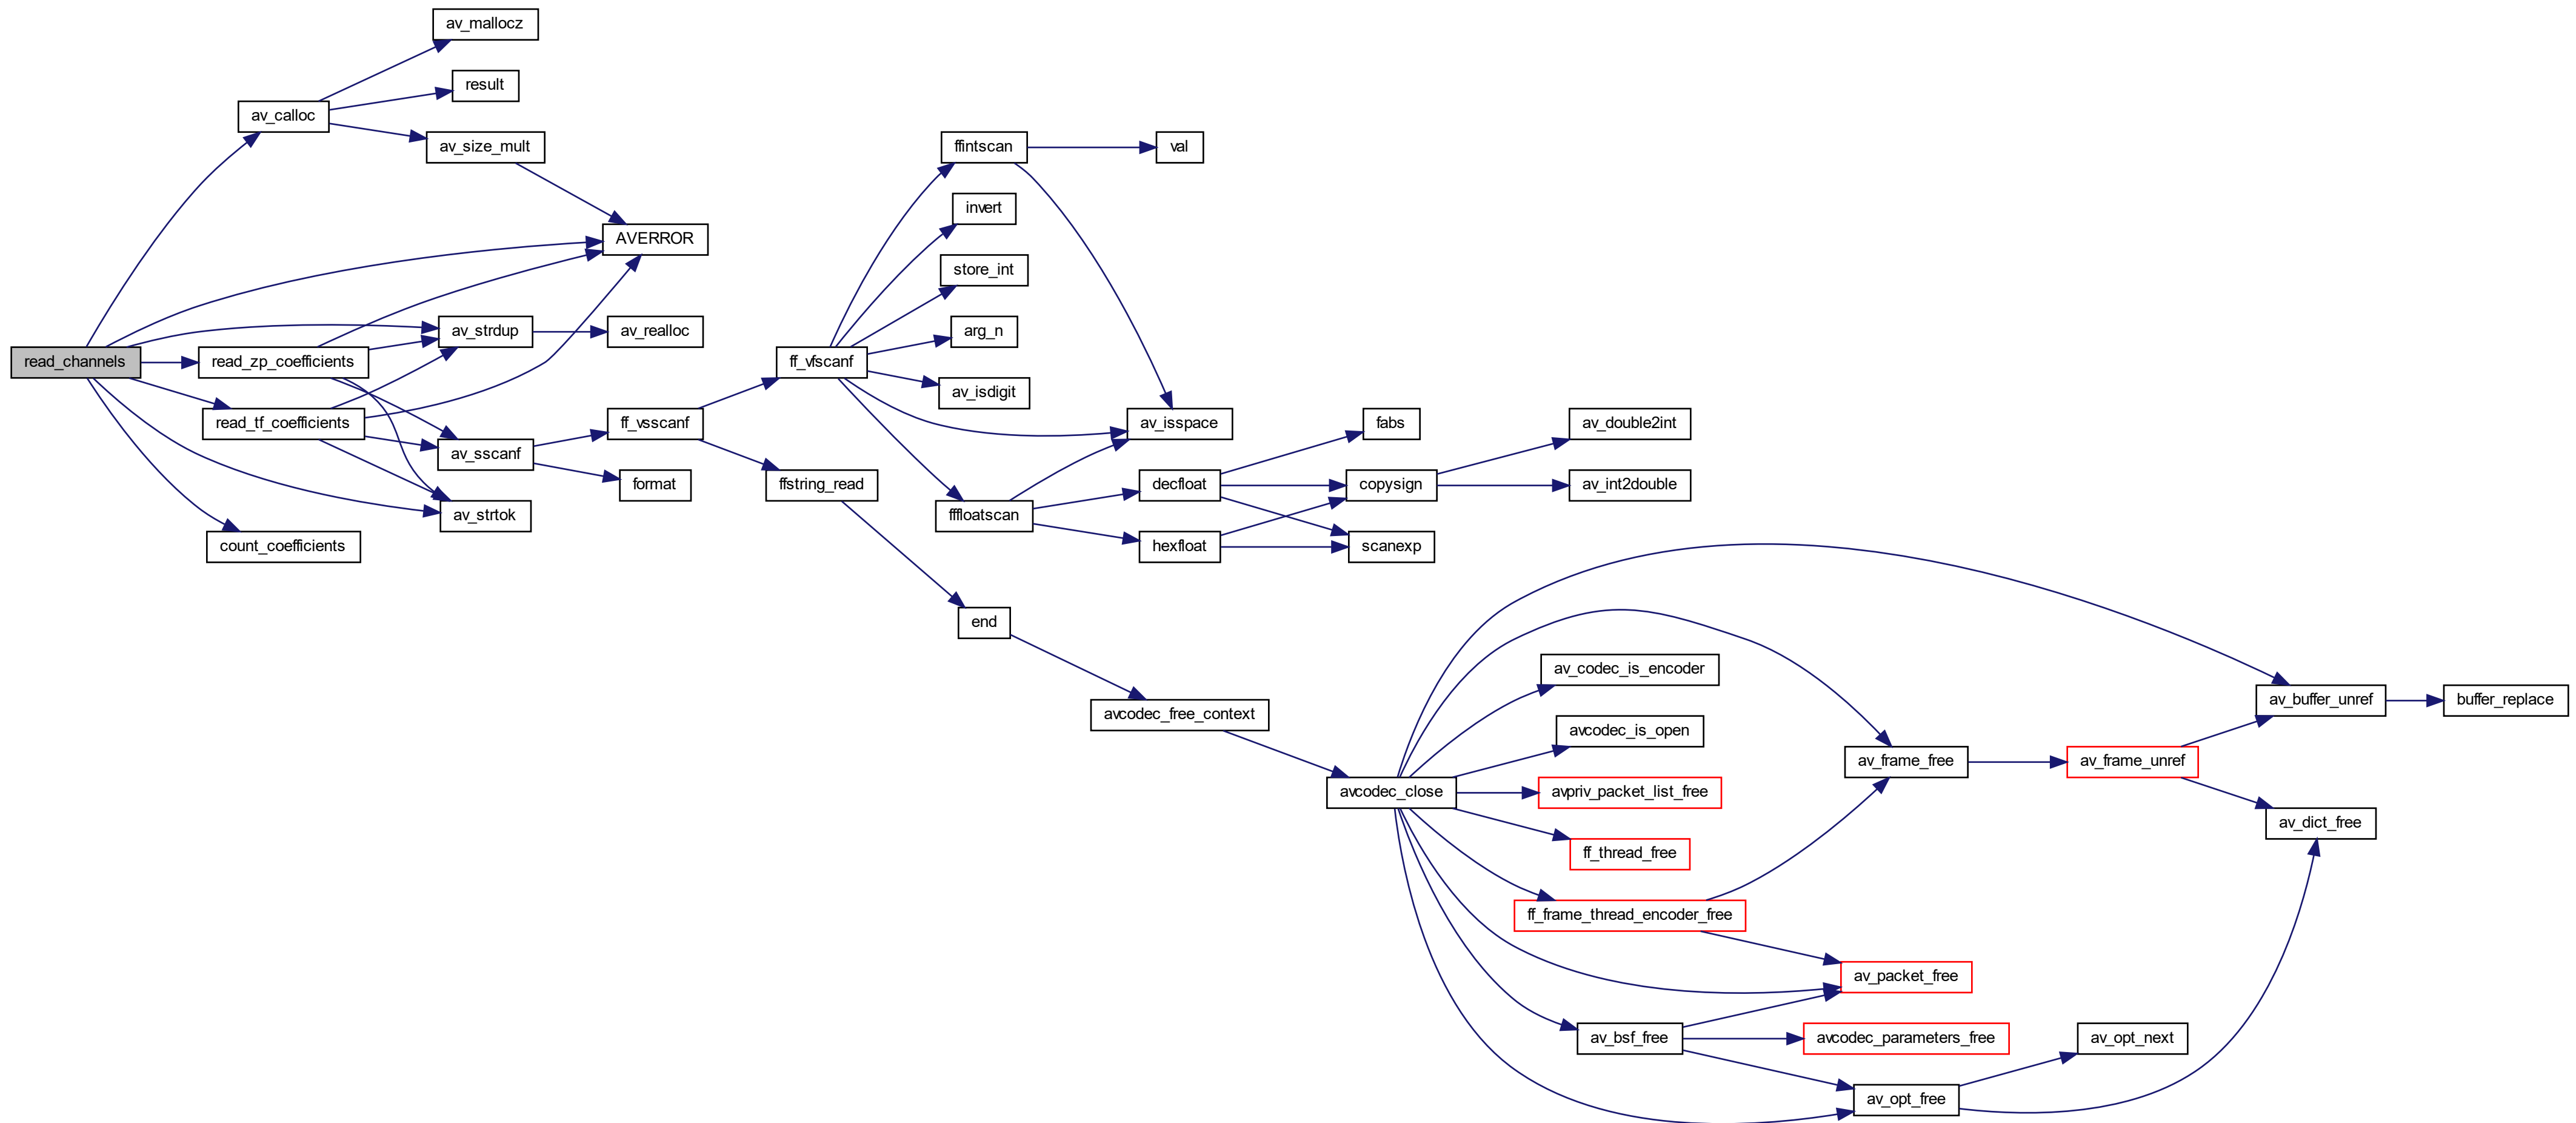 av_mallocz
result
av_calloc
av_size_mult
ffintscan
val
invert
AVERROR
store_int
av_strdup
av_realloc
arg_n
read_channels
read_zp_coefficients
ff_vfscanf
av_isdigit
read_tf_coefficients
ff_vsscanf
av_isspace
fabs
av_double2int
av_sscanf
format
ffstring_read
decfloat
copysign
av_int2double
av_strtok
fffloatscan
count_coefficients
hexfloat
scanexp
end
av_codec_is_encoder
avcodec_free_context
av_buffer_unref
buffer_replace
avcodec_is_open
av_frame_free
av_frame_unref
avcodec_close
avpriv_packet_list_free
av_dict_free
ff_thread_free
ff_frame_thread_encoder_free
av_packet_free
av_bsf_free
avcodec_parameters_free
av_opt_next
av_opt_free